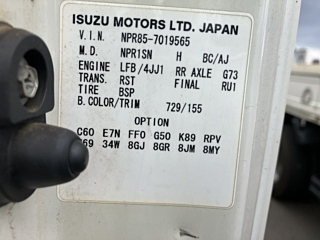 ISUZU MOTORS LTD. JAPAN
V.I.N. NPR85-7019565
M.D. NPR1SN H BC/AJ
ENGINE LFB/4JJ1 RR AXLE G73
TRANS. RST FINAL RU1
TIRE BSP
B.COLOR/TRIM 729/155
OPTION
C60 E7N FF0 G50 K89 RPV
69 34W 8GJ 8GR 8JM 8MY